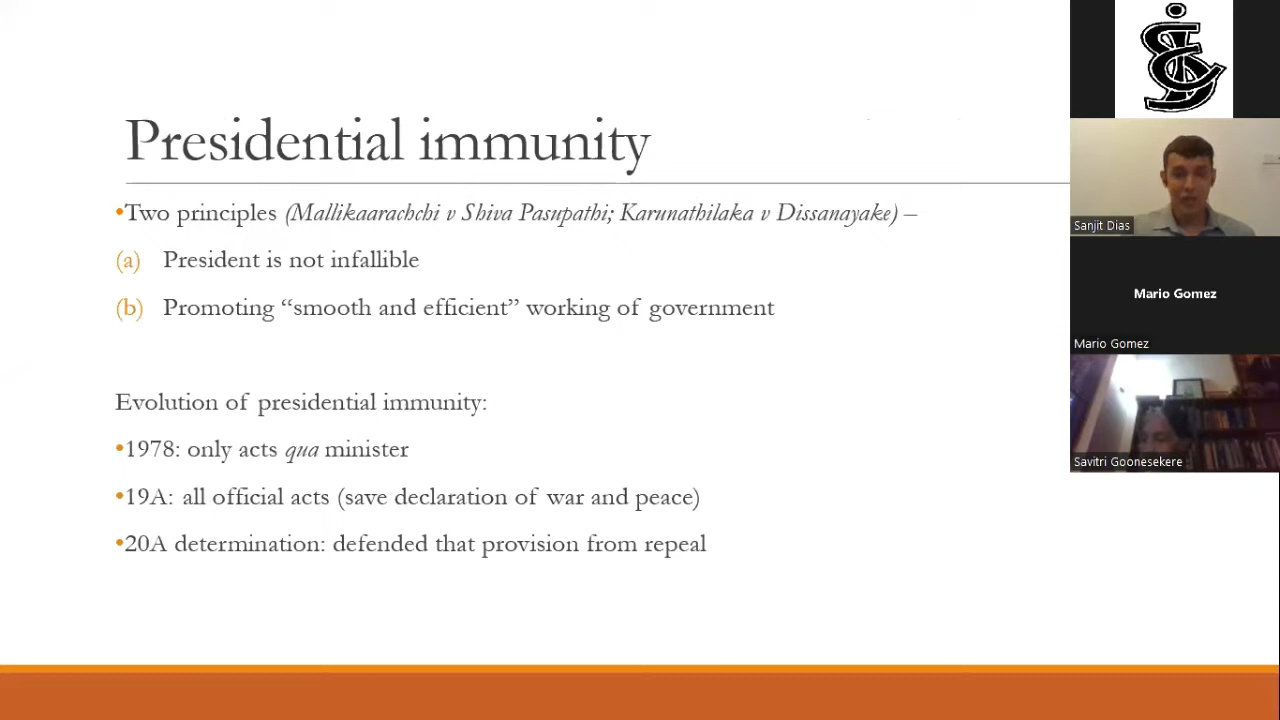 Presidential immunity
•Two principles (Mallikaarachchi v Shiva Pasupathi; Karunathilaka v Dissanayake) –
(a) President is not infallible
(b) Promoting “smooth and efficient” working of government
Evolution of presidential immunity:
•1978: only acts qua minister
•19A: all official acts (save declaration of war and peace)
•20A determination: defended that provision from repeal
Sanjit Dias
Mario Gomez
Mario Gomez
Savitri Goonesekere